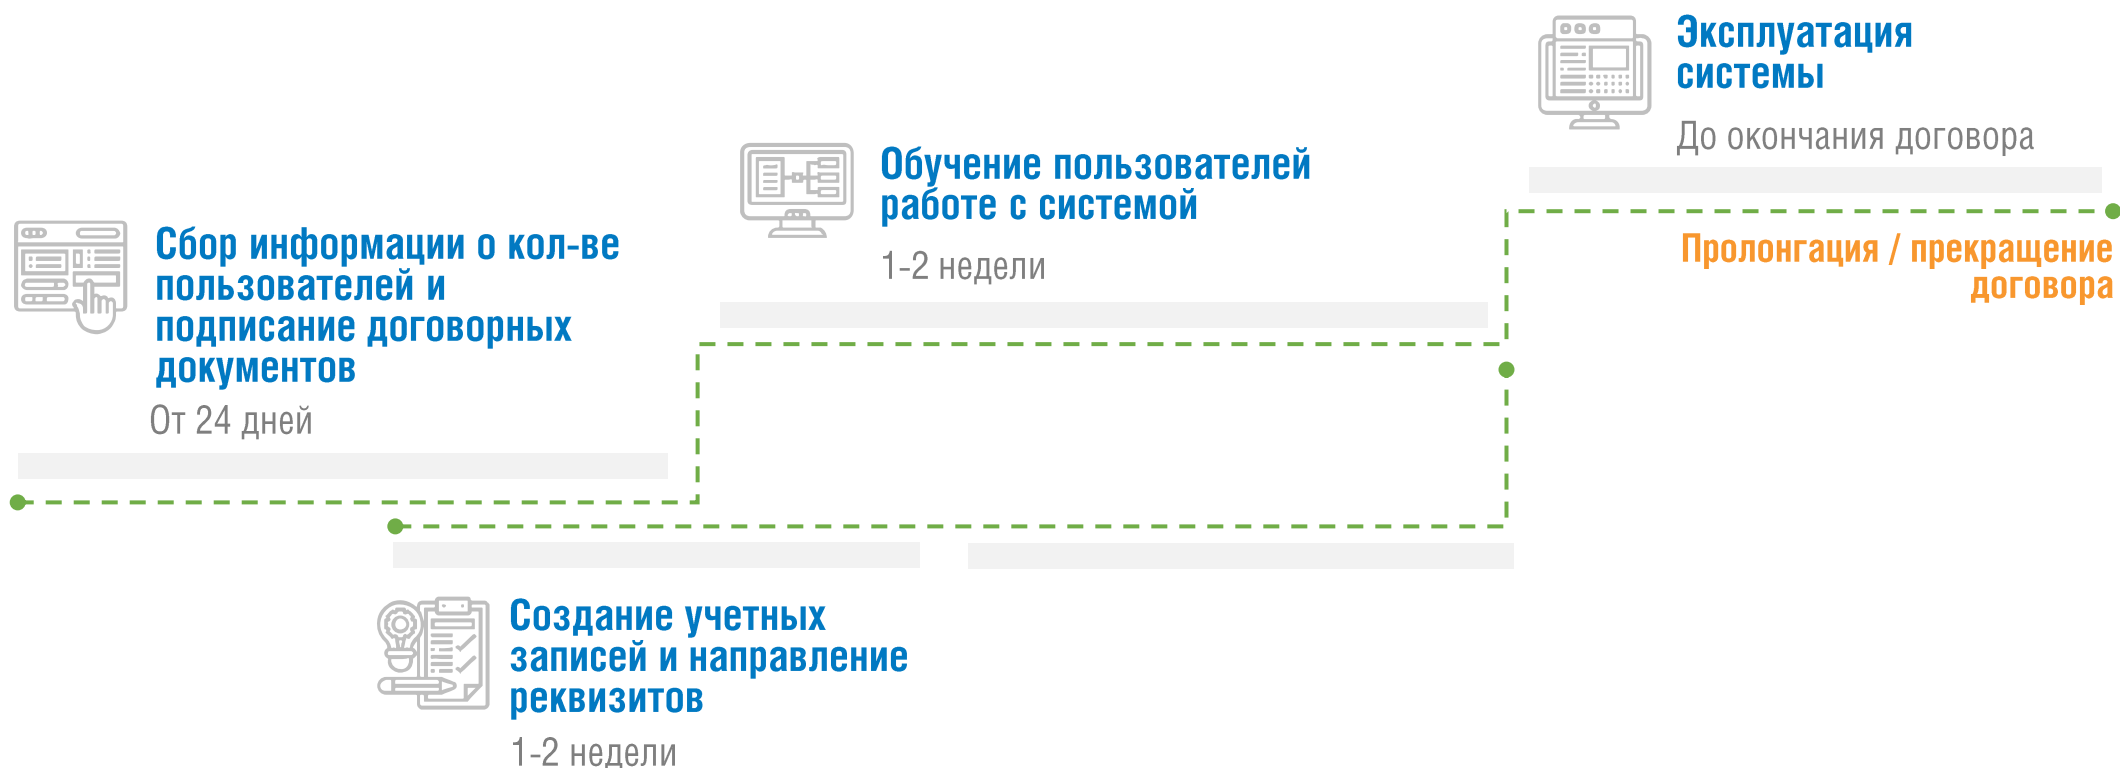 Сбор информации о кол-ве
пользователей и
подписание договорных
документов
От 24 дней
Создание учетных
записей и направление
реквизитов
1-2 недели
Обучение пользователей
работе с системой
1-2 недели
Эксплуатация
системы
До окончания договора
Пролонгация / прекращение
договора